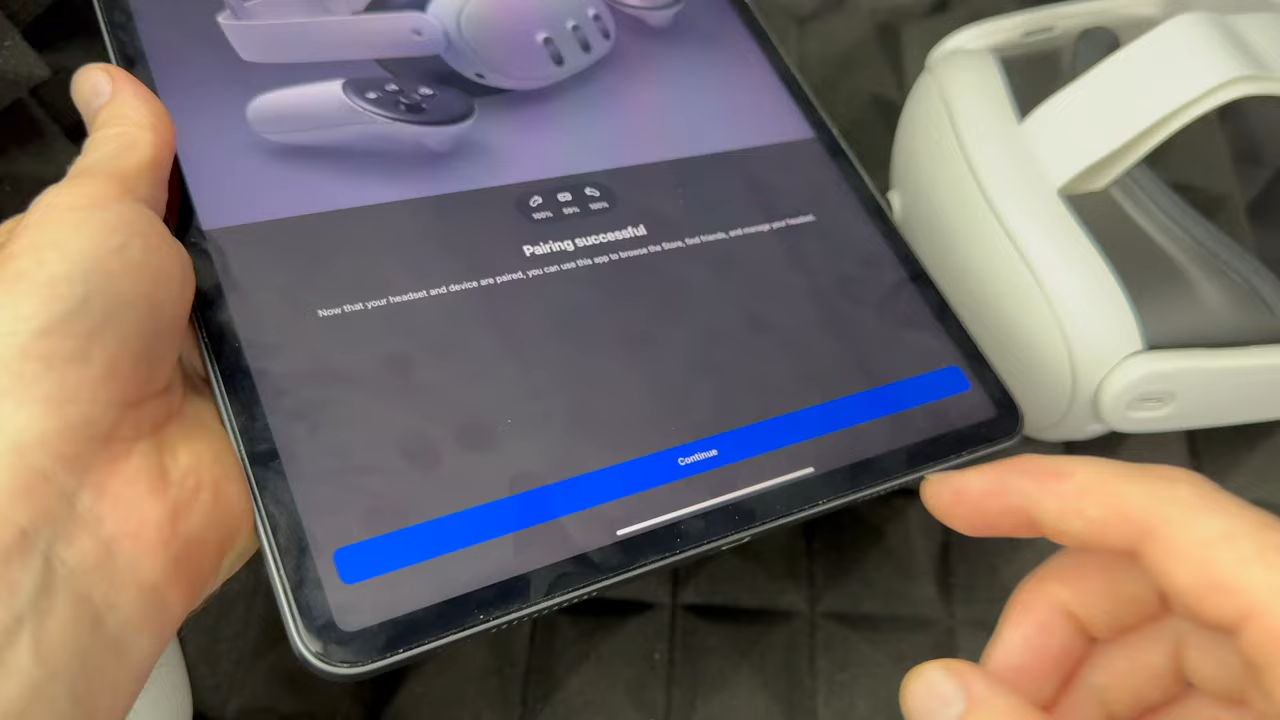 100% 59% 100%
Pairing successful
Now that your headset and device are paired, you can use this app to browse the Store, find friends, and manage your headset.
Continue